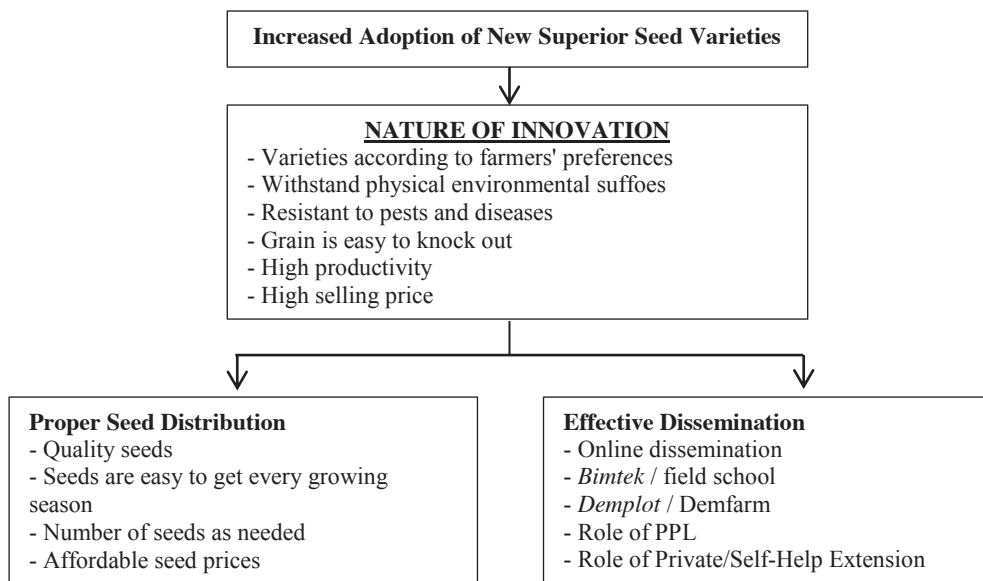 Increased Adoption of New Superior Seed Varieties
NATURE OF INNOVATION
- Varieties according to farmers' preferences
- Withstand physical environmental suffoes
- Resistant to pests and diseases
- Grain is easy to knock out
- High productivity
- High selling price
Proper Seed Distribution
- Quality seeds
- Seeds are easy to get every growing
season
- Number of seeds as needed
- Affordable seed prices
Effective Dissemination
- Online dissemination
- Bimtek / field school
- Demplot / Demfarm
- Role of PPL
- Role of Private/Self-Help Extension